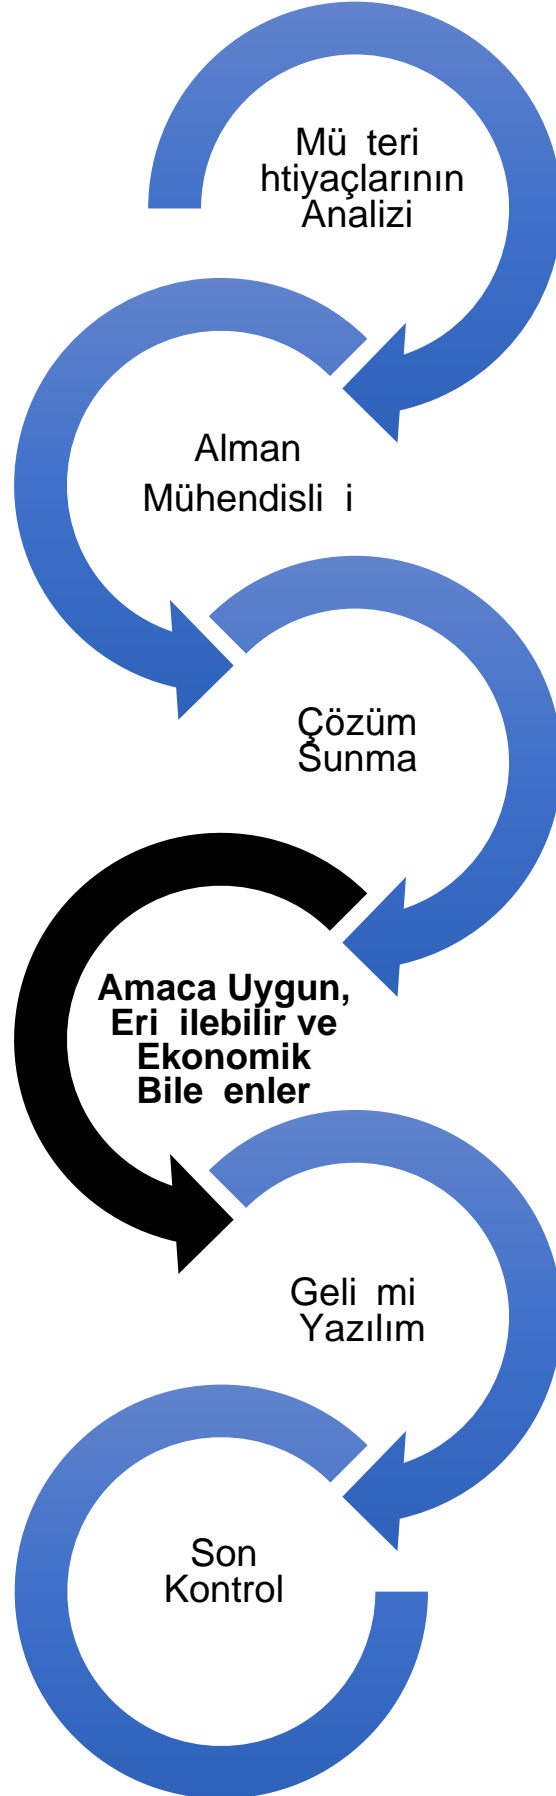 Mü teri
htiyaçlarının
Analizi
Alman
Mühendisli i
Çözüm
Sunma
Amaca Uygun,
Eri ilebilir ve
Ekonomik
Bile enler
Geli mi
Yazılım
Son
Kontrol